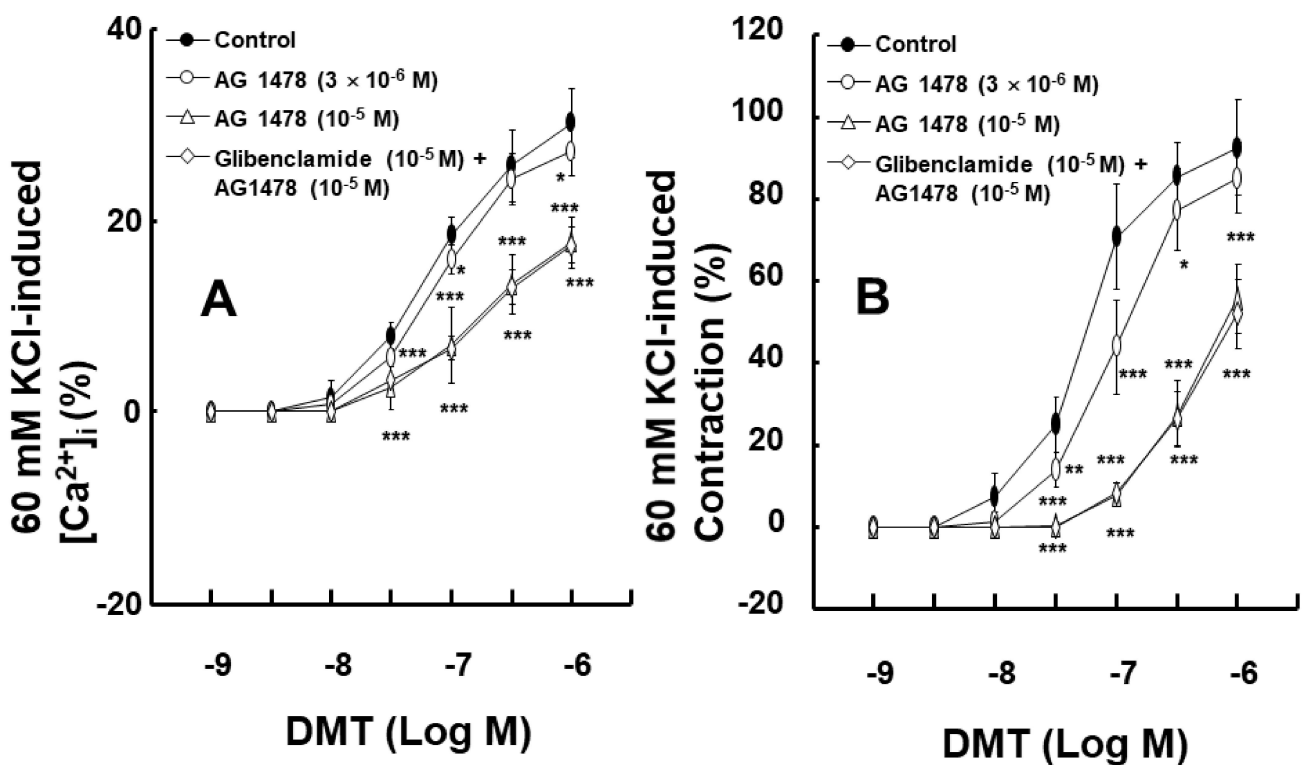 40
20
0
-20
60 mM KCl-induced
[Ca²⁺]ᵢ (%)
Control
AG 1478 (3 × 10⁻⁶ M)
AG 1478 (10⁻⁵ M)
Glibenclamide (10⁻⁵ M) +
AG1478 (10⁻⁵ M)
A
*
***
***
*
***
***
***
***
***
***
-9 -8 -7 -6
DMT (Log M)
120
100
80
60
40
20
0
-20
60 mM KCl-induced
Contraction (%)
Control
AG 1478 (3 × 10⁻⁶ M)
AG 1478 (10⁻⁵ M)
Glibenclamide (10⁻⁵ M) +
AG1478 (10⁻⁵ M)
B
***
*
***
***
***
***
***
**
***
***
***
-9 -8 -7 -6
DMT (Log M)